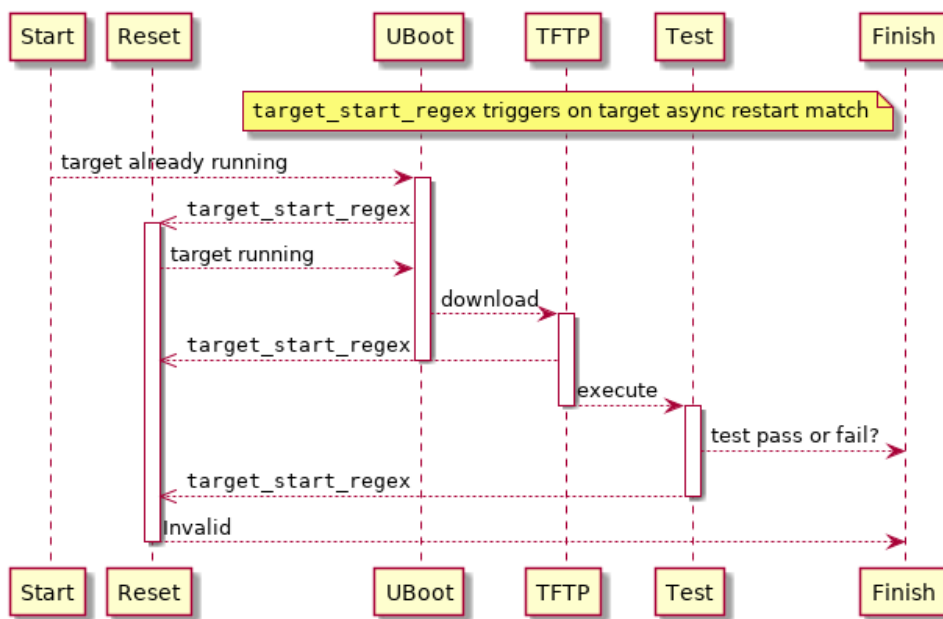 Start Reset UBoot TFTP Test Finish
target_start_regex triggers on target async restart match
target already running
target_start_regex
target running
download
target_start_regex
execute
test pass or fail?
target_start_regex
Invalid
Start Reset UBoot TFTP Test Finish